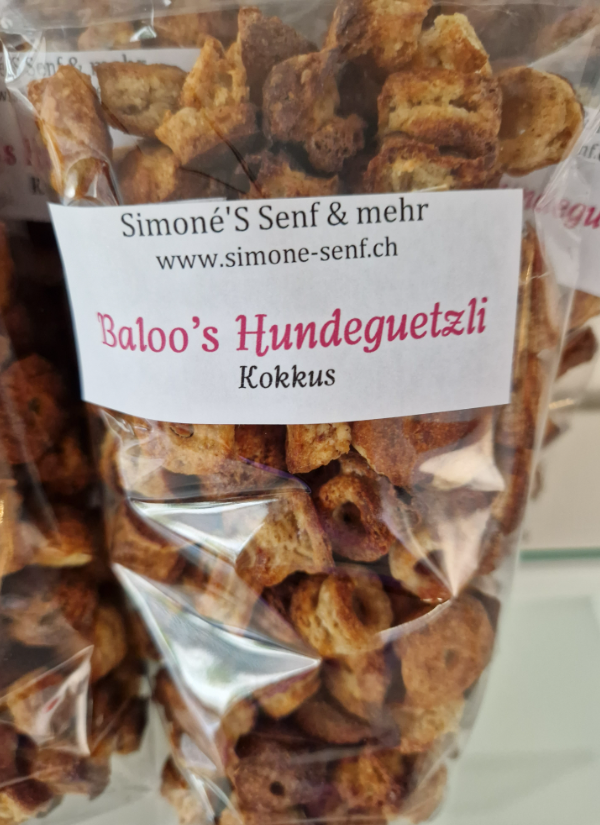 Simoné'S Senf & mehr
www.simone-senf.ch
Baloo's Hundeguetzli
Kokkus